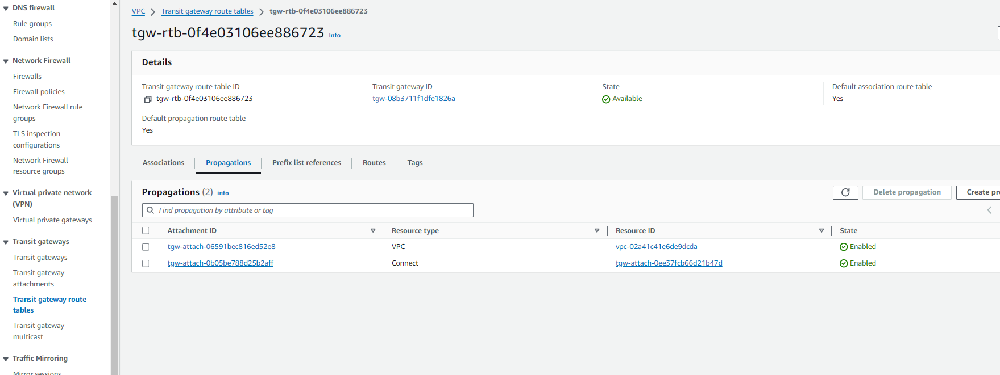 DNS firewall
Rule groups
Domain lists
Network Firewall
Firewalls
Firewall policies
Network Firewall rule
groups
TLS inspection
configurations
Network Firewall
resource groups
Virtual private network
(VPN)
Virtual private gateways
Transit gateways
Transit gateways
Transit gateway
attachments
Transit gateway route
tables
Transit gateway
multicast
Traffic Mirroring
Mirror sessions
VPC > Transit gateway route tables > tgw-rtb-0f4e03106ee886723
tgw-rtb-0f4e03106ee886723 Info
Details
Transit gateway route table ID
tgw-rtb-0f4e03106ee886723
Transit gateway ID
tgw-08b3711f1dfe1826a
State
Available
Default association route table
Yes
Default propagation route table
Yes
Associations Propagations Prefix list references Routes Tags
Propagations (2) info
Delete propagation Create pr
Find propagation by attribute or tag
Attachment ID Resource type Resource ID State
tgw-attach-06591bec816ed52e8 VPC vpc-02a41c41e6de9dcda Enabled
tgw-attach-0b05be788d25b2aff Connect tgw-attach-0ee37fcb66d21b47d Enabled